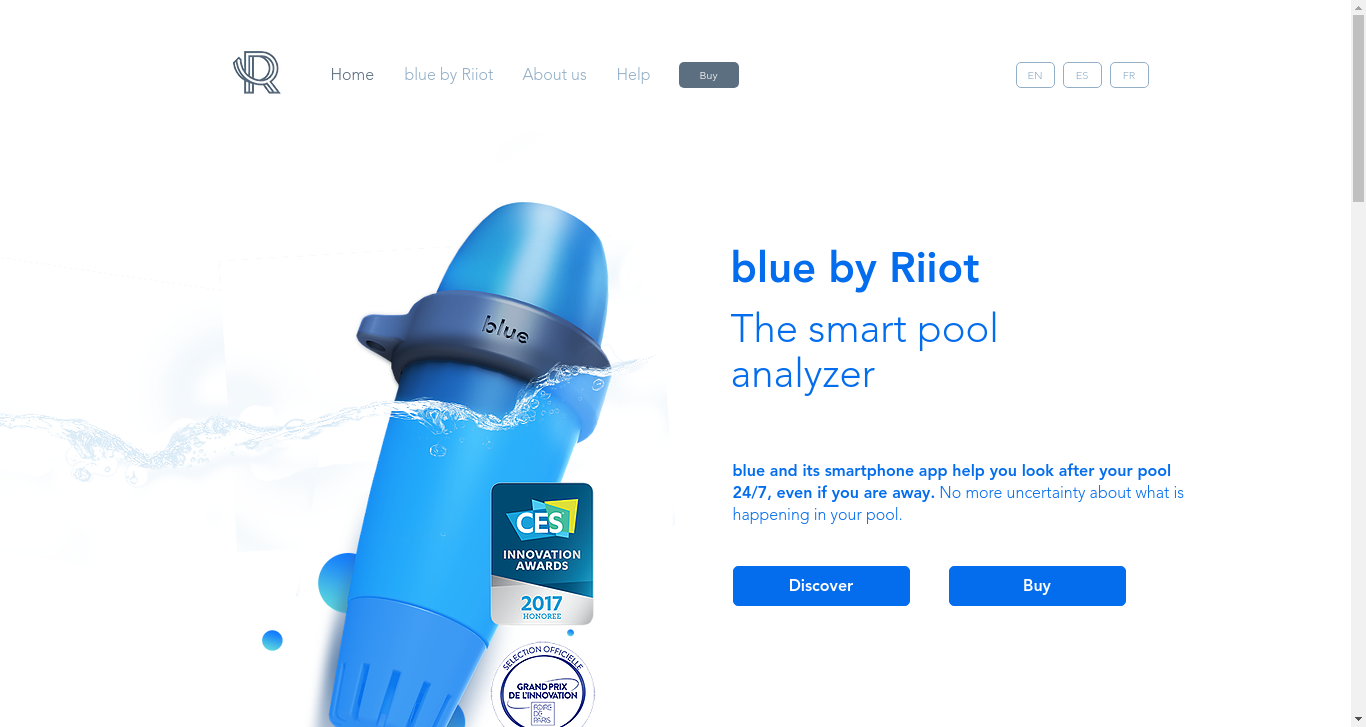 Home
blue by Riiot
About us
Help
Buy
EN
ES
FR
blue
blue by Riiot
The smart pool
analyzer
blue and its smartphone app help you look after your pool
24/7, even if you are away. No more uncertainty about what is
happening in your pool.
Discover
Buy
CES
INNOVATION
AWARDS
2017
HONOREE
SÉLECTION OFFICIELLE
GRAND PRIX
DE L'INNOVATION
FOIRE
DE
PARIS